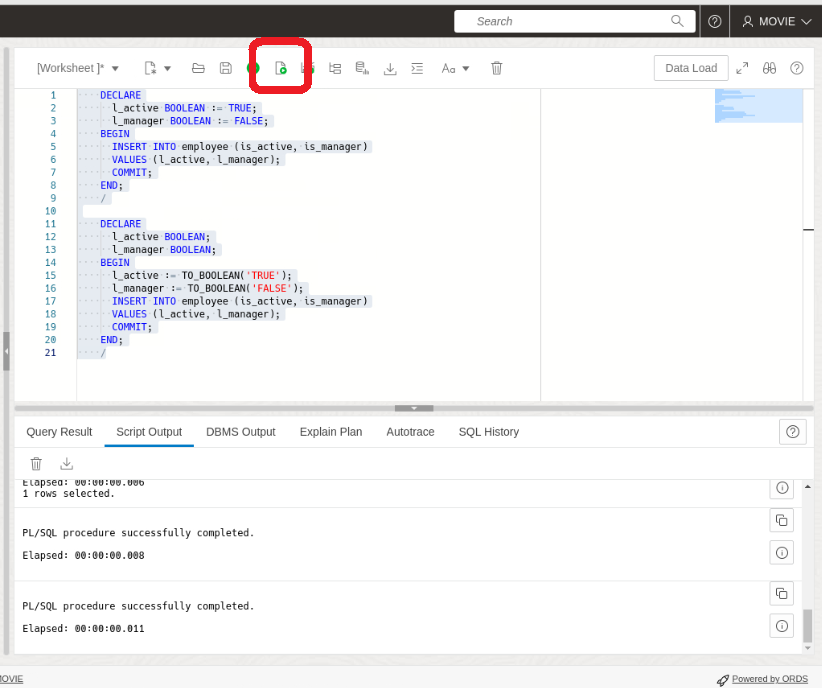 Search
MOVIE
[Worksheet ]*
Aa
Data Load
1 DECLARE
2 l_active BOOLEAN := TRUE;
3 l_manager BOOLEAN := FALSE;
4 BEGIN
5 INSERT INTO employee (is_active, is_manager)
6 VALUES (l_active, l_manager);
7 COMMIT;
8 END;
9 /
10
11 DECLARE
12 l_active BOOLEAN;
13 l_manager BOOLEAN;
14 BEGIN
15 l_active := TO_BOOLEAN('TRUE');
16 l_manager := TO_BOOLEAN('FALSE');
17 INSERT INTO employee (is_active, is_manager)
18 VALUES (l_active, l_manager);
19 COMMIT;
20 END;
21 /
Query Result Script Output DBMS Output Explain Plan Autotrace SQL History
Elapsed: 00:00:00.006
1 rows selected.
PL/SQL procedure successfully completed.
Elapsed: 00:00:00.008
PL/SQL procedure successfully completed.
Elapsed: 00:00:00.011
OVIE
Powered by ORDS